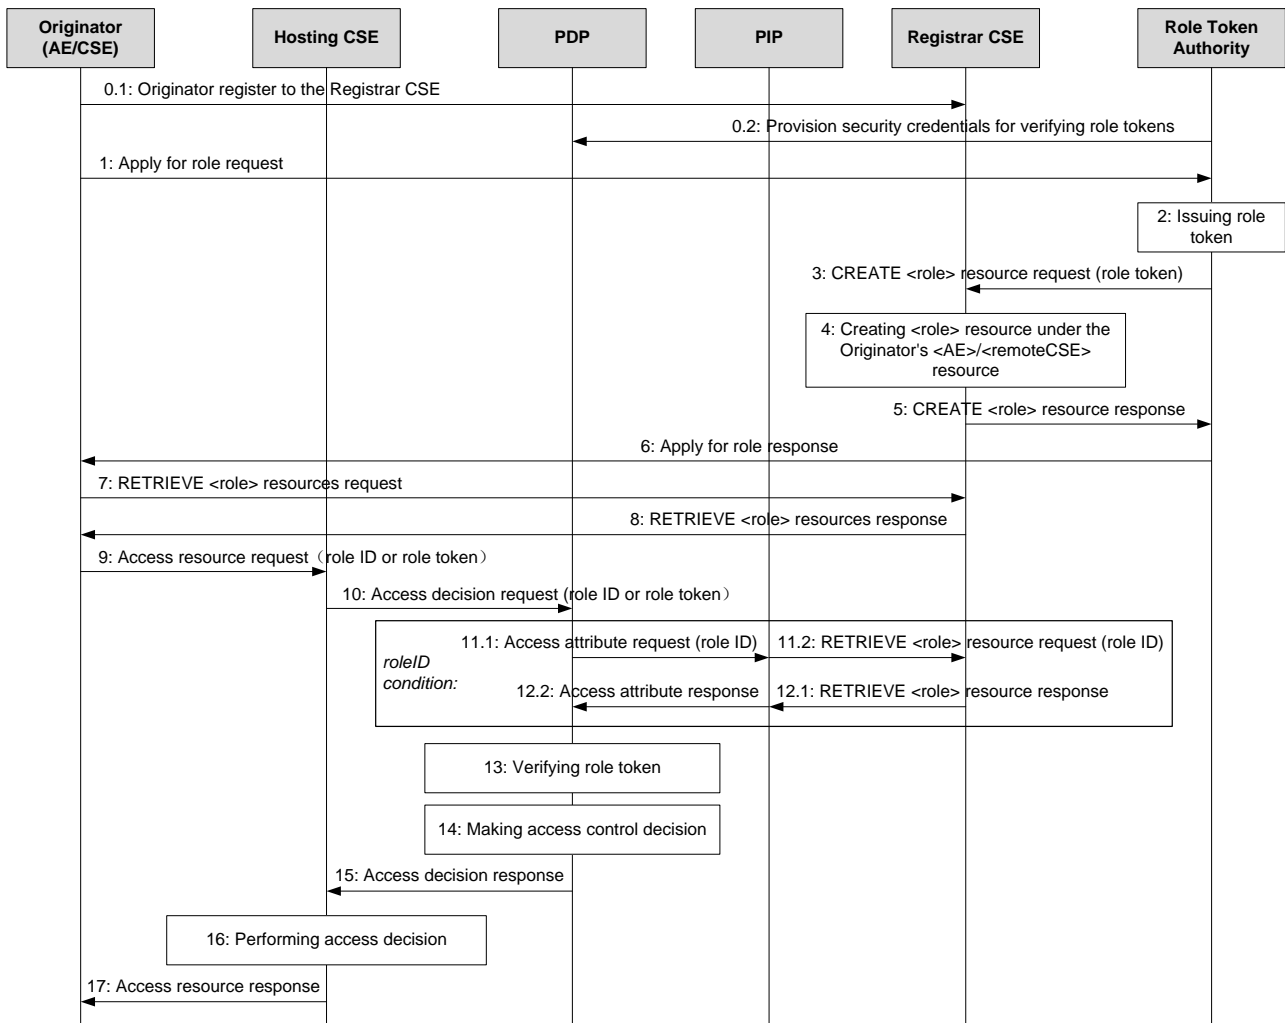 Originator
(AE/CSE)
Hosting CSE
PDP
PIP
Registrar CSE
Role Token
Authority
0.1: Originator register to the Registrar CSE
0.2: Provision security credentials for verifying role tokens
1: Apply for role request
2: Issuing role
token
3: CREATE <role> resource request (role token)
4: Creating <role> resource under the
Originator's <AE>/<remoteCSE>
resource
5: CREATE <role> resource response
6: Apply for role response
7: RETRIEVE <role> resources request
8: RETRIEVE <role> resources response
9: Access resource request（role ID or role token）
10: Access decision request (role ID or role token）
11.1: Access attribute request (role ID)
11.2: RETRIEVE <role> resource request (role ID)
roleID
condition:
12.2: Access attribute response
12.1: RETRIEVE <role> resource response
13: Verifying role token
14: Making access control decision
15: Access decision response
16: Performing access decision
17: Access resource response